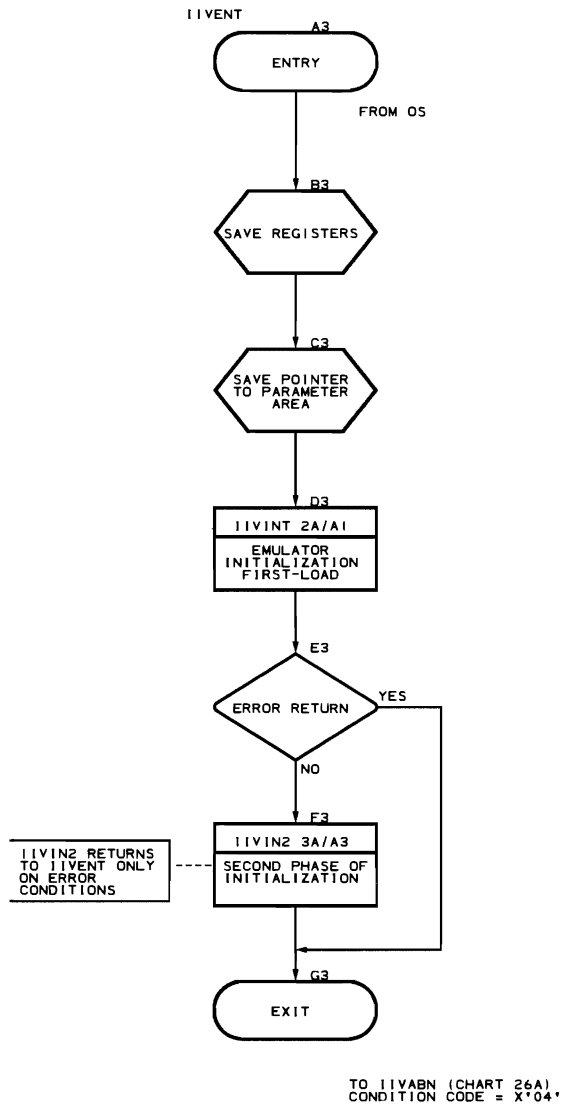 IIVENT
A3
ENTRY
FROM OS
B3
SAVE REGISTERS
C3
SAVE POINTER
TO PARAMETER
AREA
D3
IIVINT 2A/A1
EMULATOR
INITIALIZATION
FIRST-LOAD
E3
ERROR RETURN
YES
NO
F3
IIVIN2 3A/A3
SECOND PHASE OF
INITIALIZATION
IIVIN2 RETURNS
TO IIVENT ONLY
ON ERROR
CONDITIONS
G3
EXIT
TO IIVABN (CHART 26A)
CONDITION CODE = X'04'